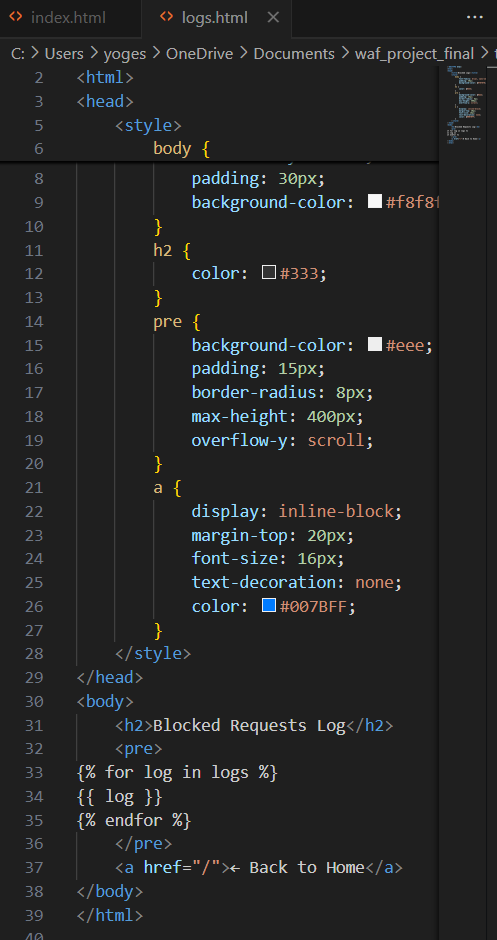 index.html
logs.html
...
C: > Users > yoges > OneDrive > Documents > waf_project_final >
2 <html>
3 <head>
5 <style>
6 body {
8 padding: 30px;
9 background-color: #f8f8f
10 }
11 h2 {
12 color: #333;
13 }
14 pre {
15 background-color: #eee;
16 padding: 15px;
17 border-radius: 8px;
18 max-height: 400px;
19 overflow-y: scroll;
20 }
21 a {
22 display: inline-block;
23 margin-top: 20px;
24 font-size: 16px;
25 text-decoration: none;
26 color: #007BFF;
27 }
28 </style>
29 </head>
30 <body>
31 <h2>Blocked Requests Log</h2>
32 <pre>
33 {% for log in logs %}
34 {{ log }}
35 {% endfor %}
36 </pre>
37 <a href="/">← Back to Home</a>
38 </body>
39 </html>
40